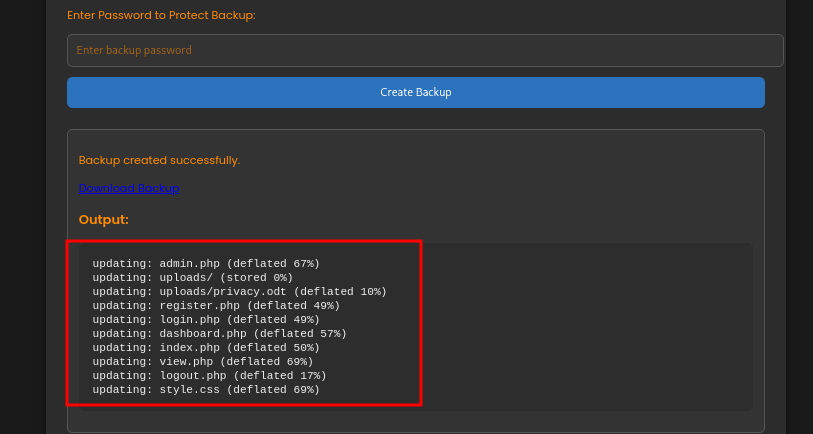 Enter Password to Protect Backup:
Enter backup password
Create Backup
Backup created successfully.
Download Backup
Output:
updating: admin.php (deflated 67%)
updating: uploads/ (stored 0%)
updating: uploads/privacy.odt (deflated 10%)
updating: register.php (deflated 49%)
updating: login.php (deflated 49%)
updating: dashboard.php (deflated 57%)
updating: index.php (deflated 50%)
updating: view.php (deflated 69%)
updating: logout.php (deflated 17%)
updating: style.css (deflated 69%)